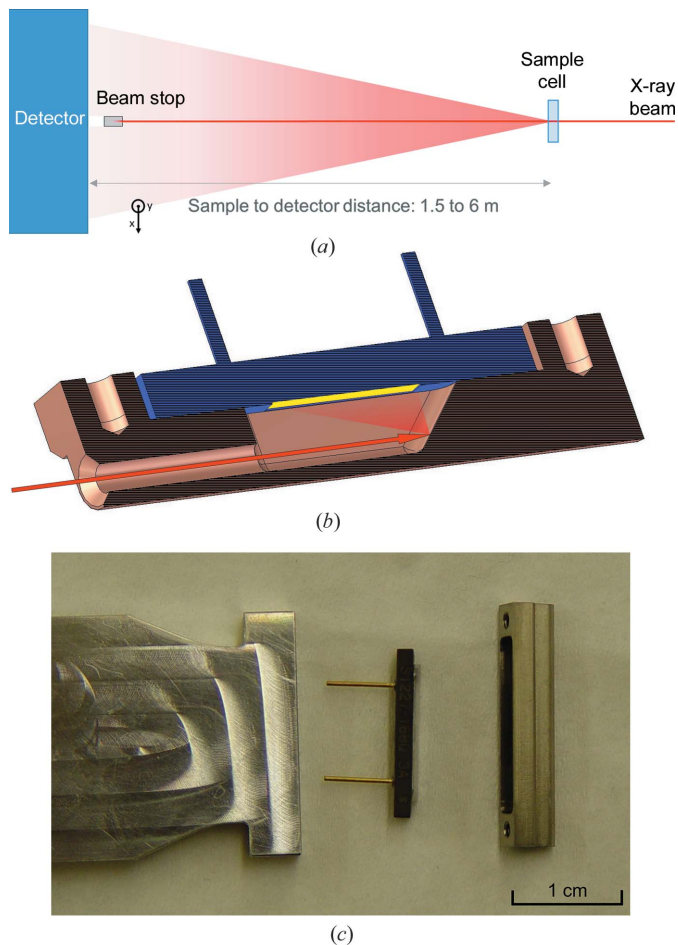 Sample
cell
X-ray
beam
Beam stop
Detector
y
x
Sample to detector distance: 1.5 to 6 m
(a)
(b)
1 cm
(c)